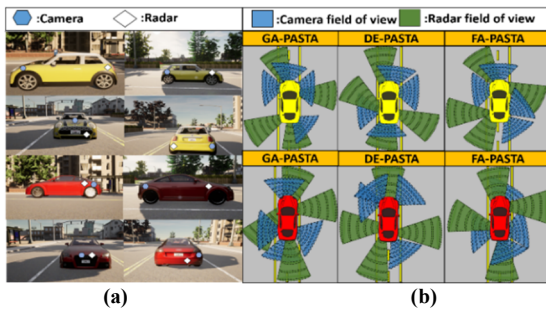 :Camera :Radar
:Camera field of view :Radar field of view
GA-PASTA DE-PASTA FA-PASTA
GA-PASTA DE-PASTA FA-PASTA
(a) (b)